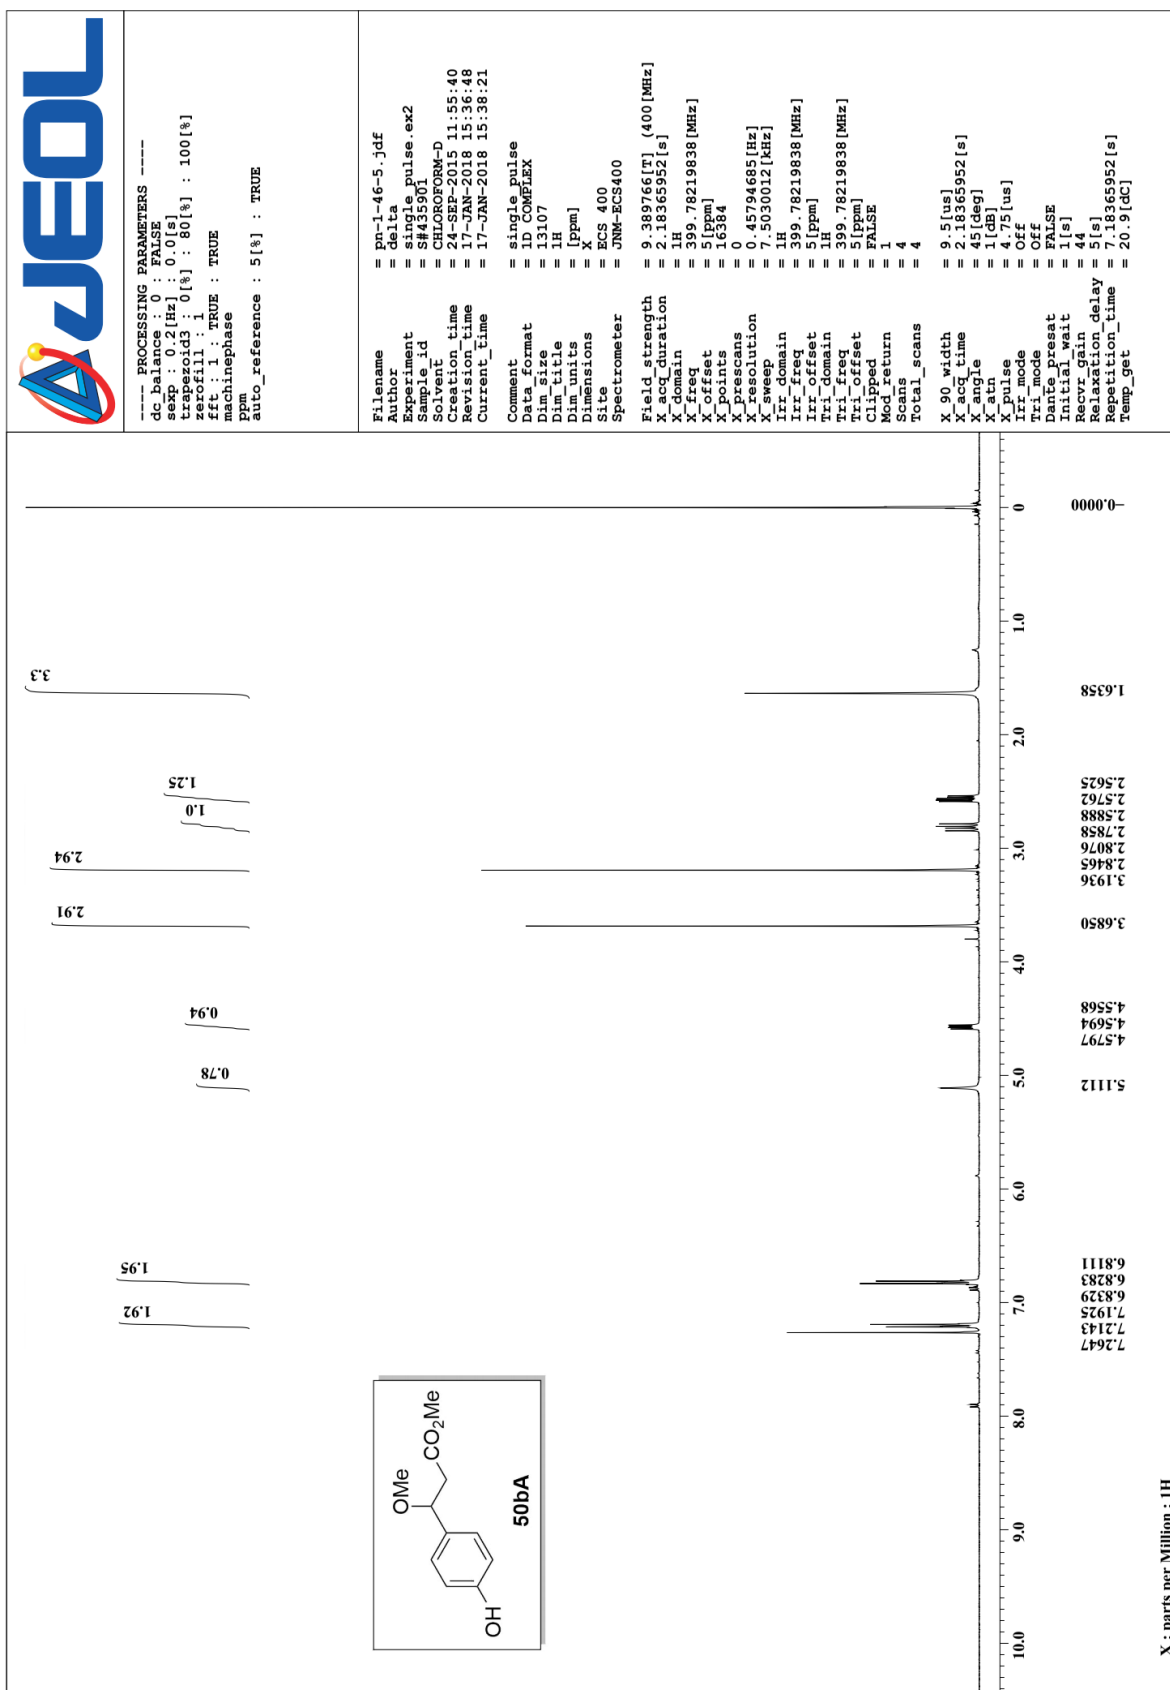 JEOL
---- PROCESSING PARAMETERS ----
dc_balance : 0 : FALSE
sexp : 0.2[Hz] : 0.0[s]
trapezoid3 : 0[%] : 80[%] : 100[%]
zerofill : 1
fft : 1 : TRUE : TRUE
machinephase
ppm
auto_reference : 5[%] : TRUE
Filename = pn-1-46-5.jdf
Author = delta
Experiment = single_pulse.ex2
Sample_id = S#435901
Solvent = CHLOROFORM-D
Creation_time = 24-SEP-2015 11:55:40
Revision_time = 17-JAN-2018 15:36:48
Current_time = 17-JAN-2018 15:38:21
Comment = single_pulse
Data_format = 1D COMPLEX
Dim_size = 13107
Dim_title = 1H
Dim_units = [ppm]
Dimensions = X
Site = ECS 400
Spectrometer = JNM-ECS400
Field_strength = 9.389766[T] (400[MHz]
X_acq_duration = 2.18365952[s]
X_domain = 1H
X_freq = 399.78219838[MHz]
X_offset = 5[ppm]
X_points = 16384
X_prescans = 0
X_resolution = 0.45794685[Hz]
X_sweep = 7.5030012[kHz]
Irr_domain = 1H
Irr_freq = 399.78219838[MHz]
Irr_offset = 5[ppm]
Tri_domain = 1H
Tri_freq = 399.78219838[MHz]
Tri_offset = 5[ppm]
Clipped = FALSE
Mod_return = 1
Scans = 4
Total_scans = 4
X_90_width = 9.5[us]
X_acq_time = 2.18365952[s]
X_angle = 45[deg]
X_atn = 1[dB]
X_pulse = 4.75[us]
Irr_mode = Off
Tri_mode = Off
Dante_presat = FALSE
Initial_wait = 1[s]
Recvr_gain = 44
Relaxation_delay = 5[s]
Repetition_time = 7.18365952[s]
Temp_get = 20.9[dC]
1.92
1.95
0.78
0.94
2.91
2.94
1.0
1.25
3.3
OMe
CO2Me
OH
50bA
10.0 9.0 8.0 7.0 6.0 5.0 4.0 3.0 2.0 1.0 0
7.2647
7.2143
7.1925
6.8329
6.8283
6.8111
5.1112
4.5797
4.5694
4.5568
3.6850
3.1936
2.8465
2.8076
2.7858
2.5888
2.5762
2.5625
1.6358
-0.0000
X : parts per Million : 1H